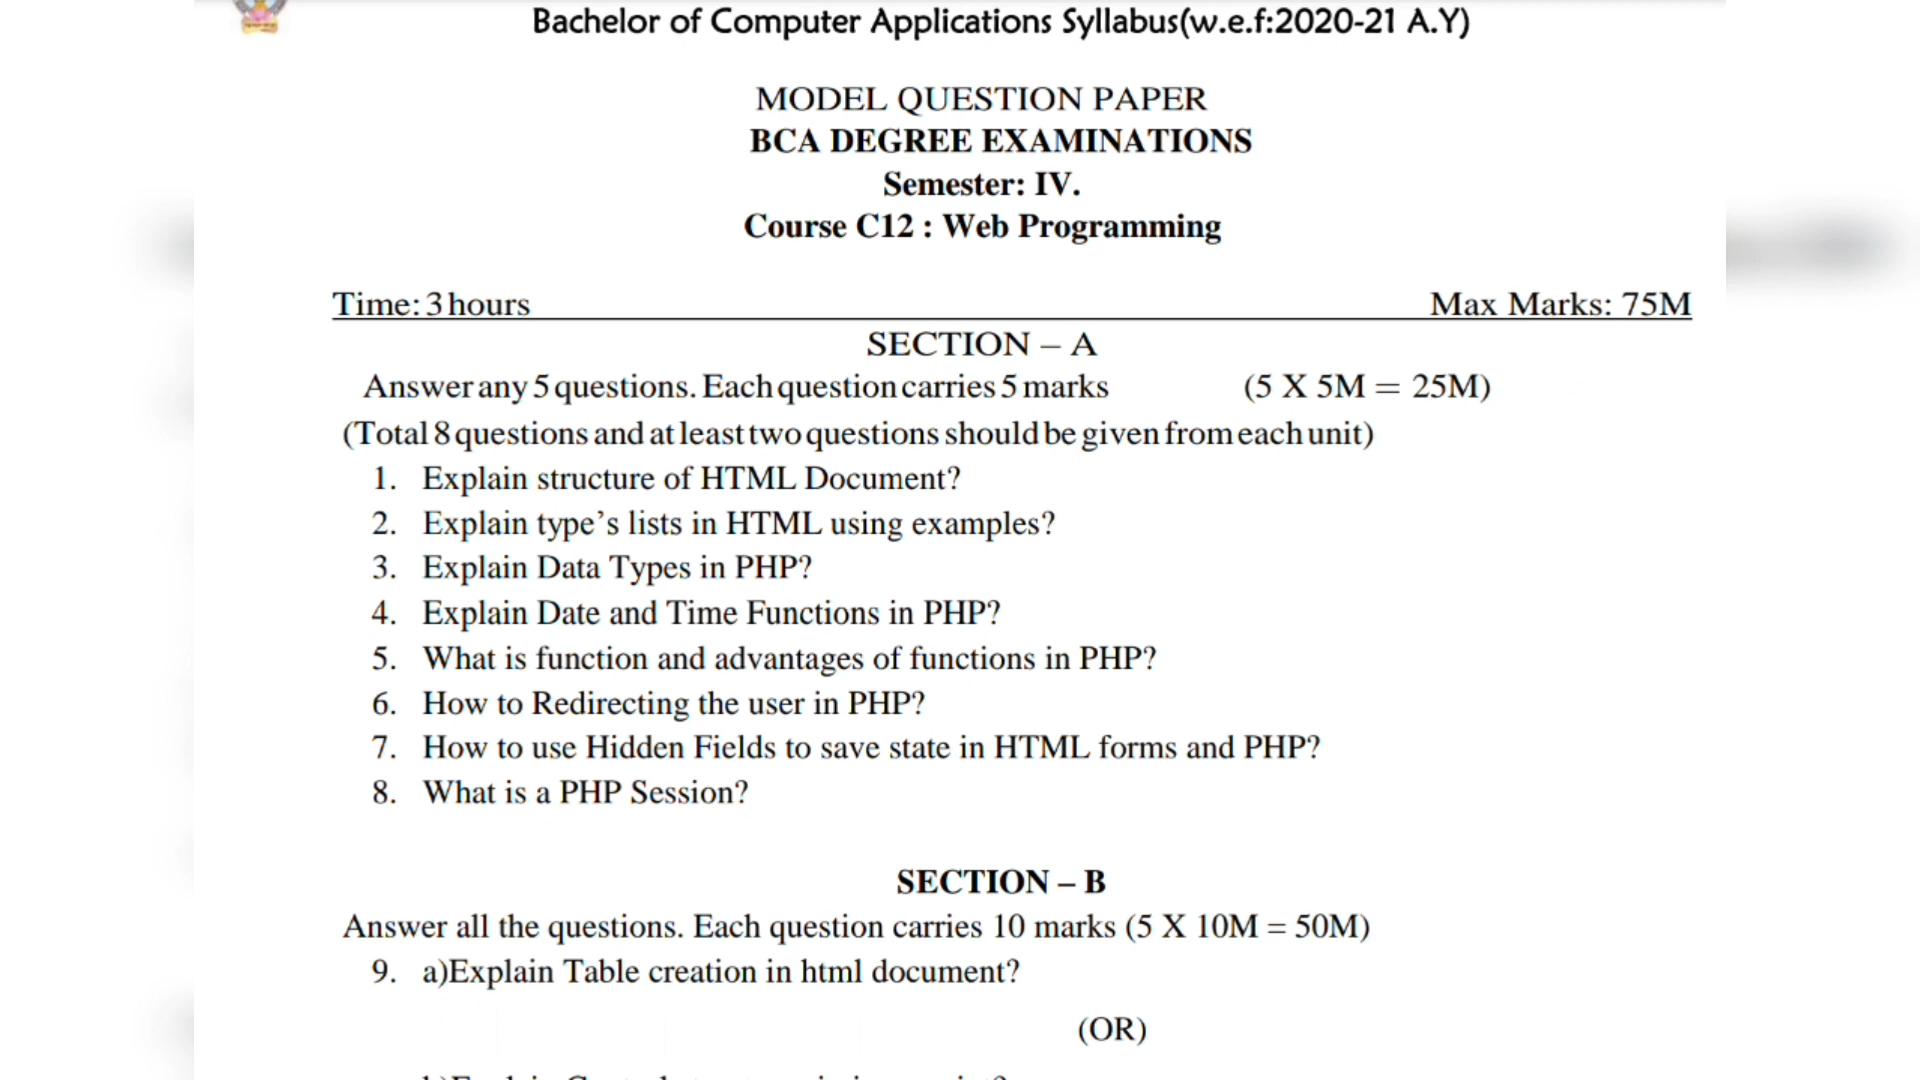 Bachelor of Computer Applications Syllabus(w.e.f:2020-21 A.Y)
MODEL QUESTION PAPER
BCA DEGREE EXAMINATIONS
Semester: IV.
Course C12 : Web Programming
Time: 3 hours Max Marks: 75M
SECTION – A
Answer any 5 questions. Each question carries 5 marks (5 X 5M = 25M)
(Total 8 questions and at least two questions should be given from each unit)
1. Explain structure of HTML Document?
2. Explain type’s lists in HTML using examples?
3. Explain Data Types in PHP?
4. Explain Date and Time Functions in PHP?
5. What is function and advantages of functions in PHP?
6. How to Redirecting the user in PHP?
7. How to use Hidden Fields to save state in HTML forms and PHP?
8. What is a PHP Session?
SECTION – B
Answer all the questions. Each question carries 10 marks (5 X 10M = 50M)
9. a)Explain Table creation in html document?
(OR)